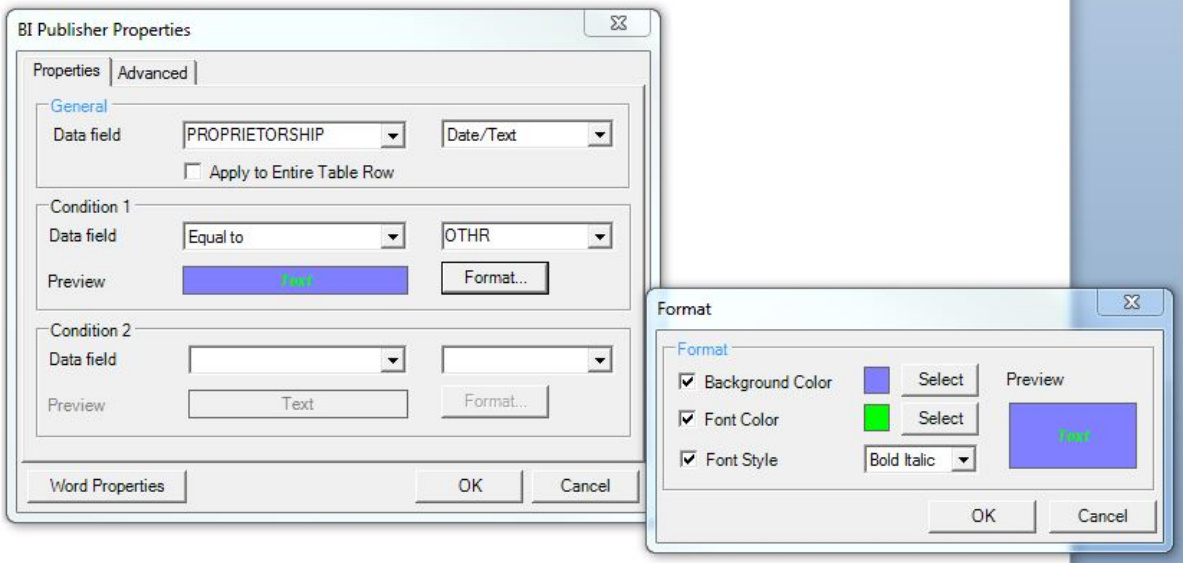 BI Publisher Properties
Properties Advanced
General
Data field PROPRIETORSHIP Date/Text
Apply to Entire Table Row
Condition 1
Data field Equal to OTHR
Preview Text Format...
Condition 2
Data field
Preview Text Format...
Word Properties OK Cancel
Format
Format
Background Color Select Preview
Font Color Select
Text
Font Style Bold Italic
OK Cancel